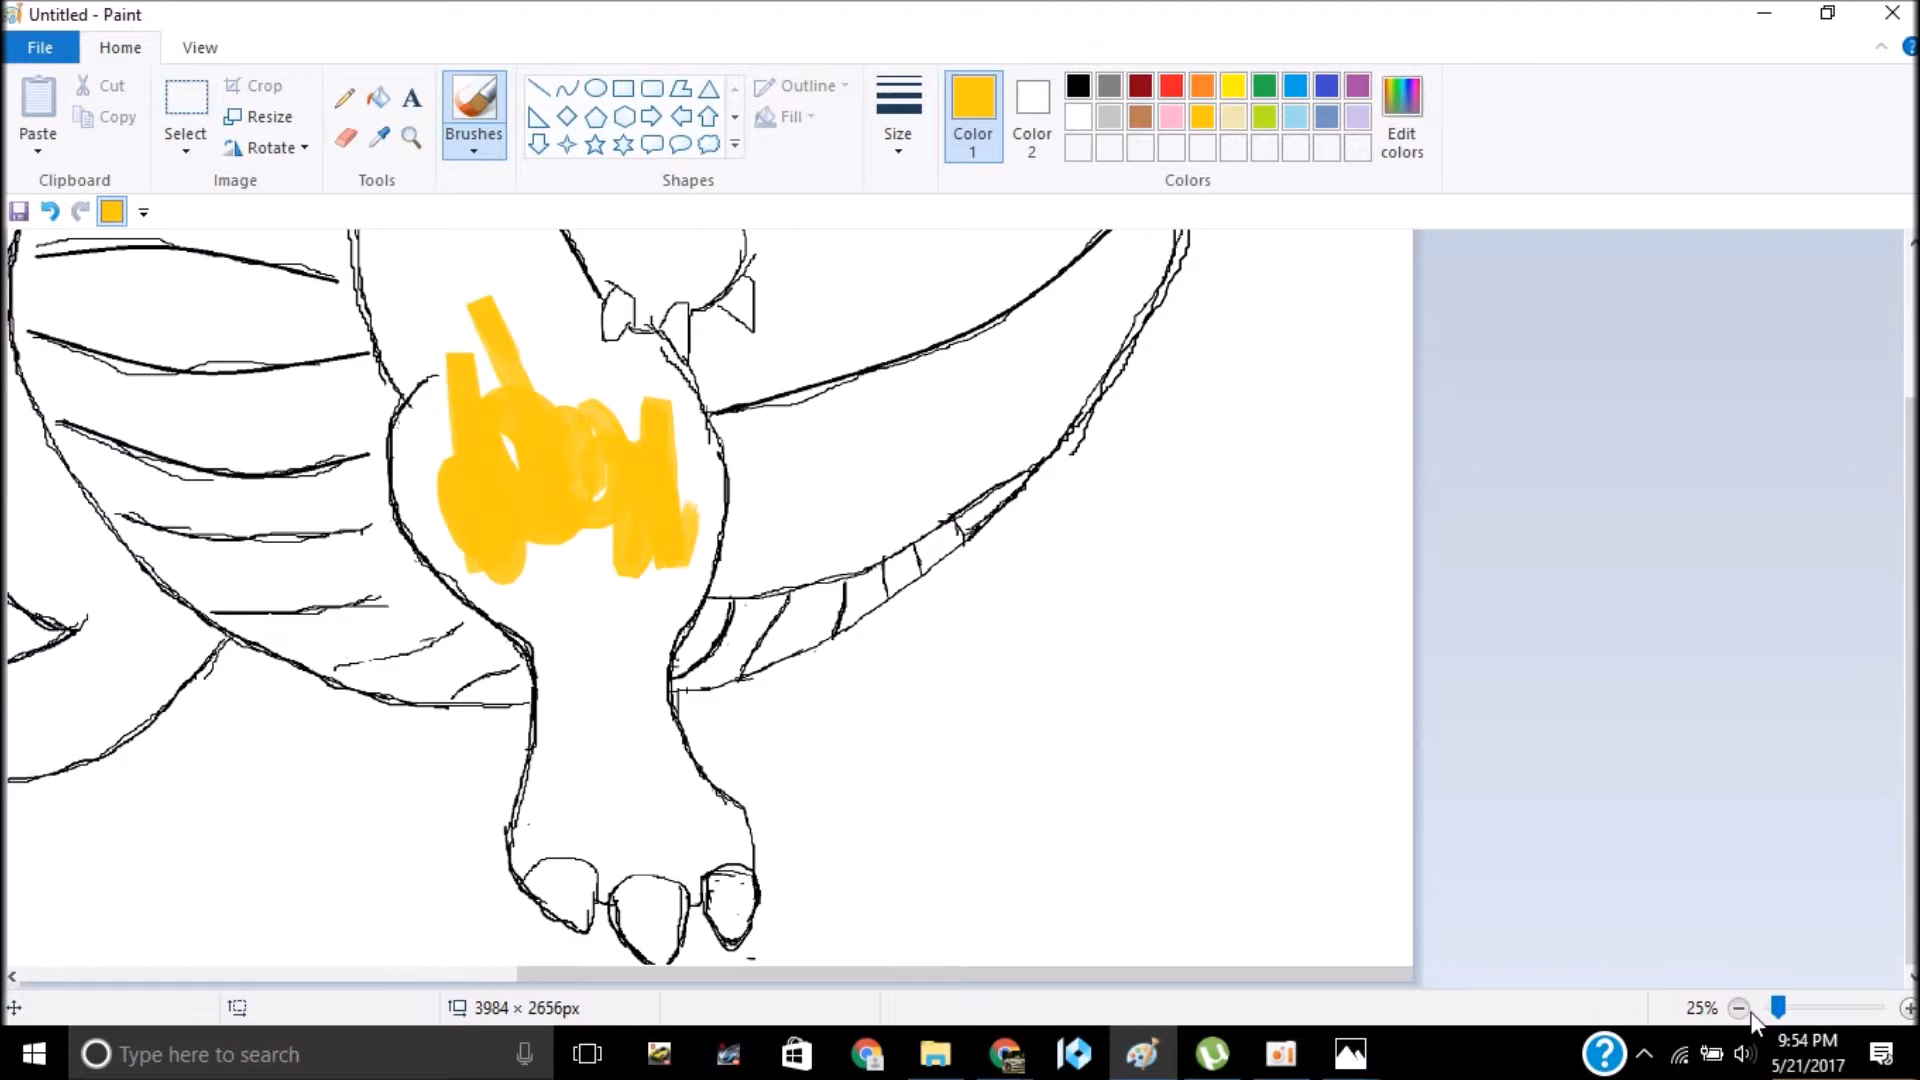 Untitled - Paint
File Home View
Paste Cut Copy Clipboard
Select Crop Resize Rotate Image
A
Tools
Brushes
Outline Fill Shapes
Size
Color 1
Color 2
Edit colors
Colors
3984 × 2656px
25%
Type here to search
9:54 PM
5/21/2017